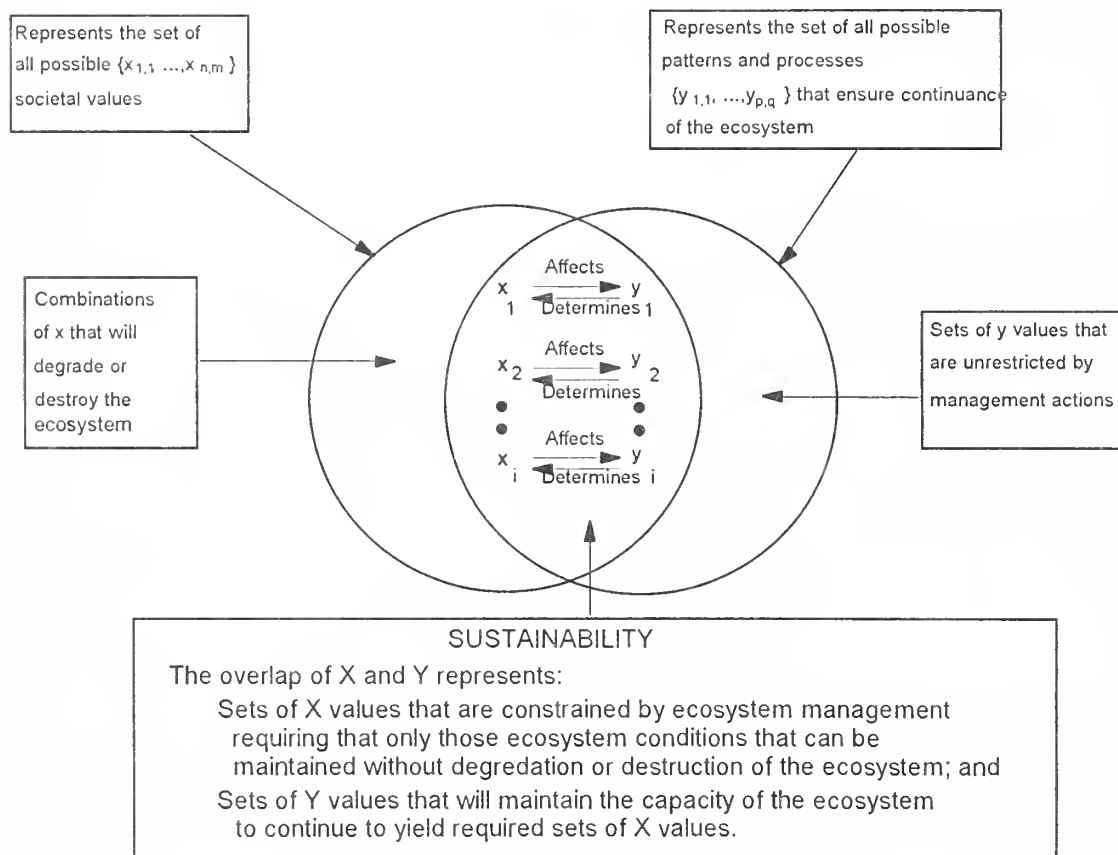 Represents the set of
all possible {x 1,1 ...,x n,m }
societal values
Represents the set of all possible
patterns and processes
{y 1,1, ...,y p,q } that ensure continuance
of the ecosystem
Combinations
of x that will
degrade or
destroy the
ecosystem
Affects
x 1 y 1
Determines
Affects
x 2 y 2
Determines
Affects
x i y i
Determines
Sets of y values that
are unrestricted by
management actions
SUSTAINABILITY
The overlap of X and Y represents:
Sets of X values that are constrained by ecosystem management
requiring that only those ecosystem conditions that can be
maintained without degredation or destruction of the ecosystem; and
Sets of Y values that will maintain the capacity of the ecosystem
to continue to yield required sets of X values.